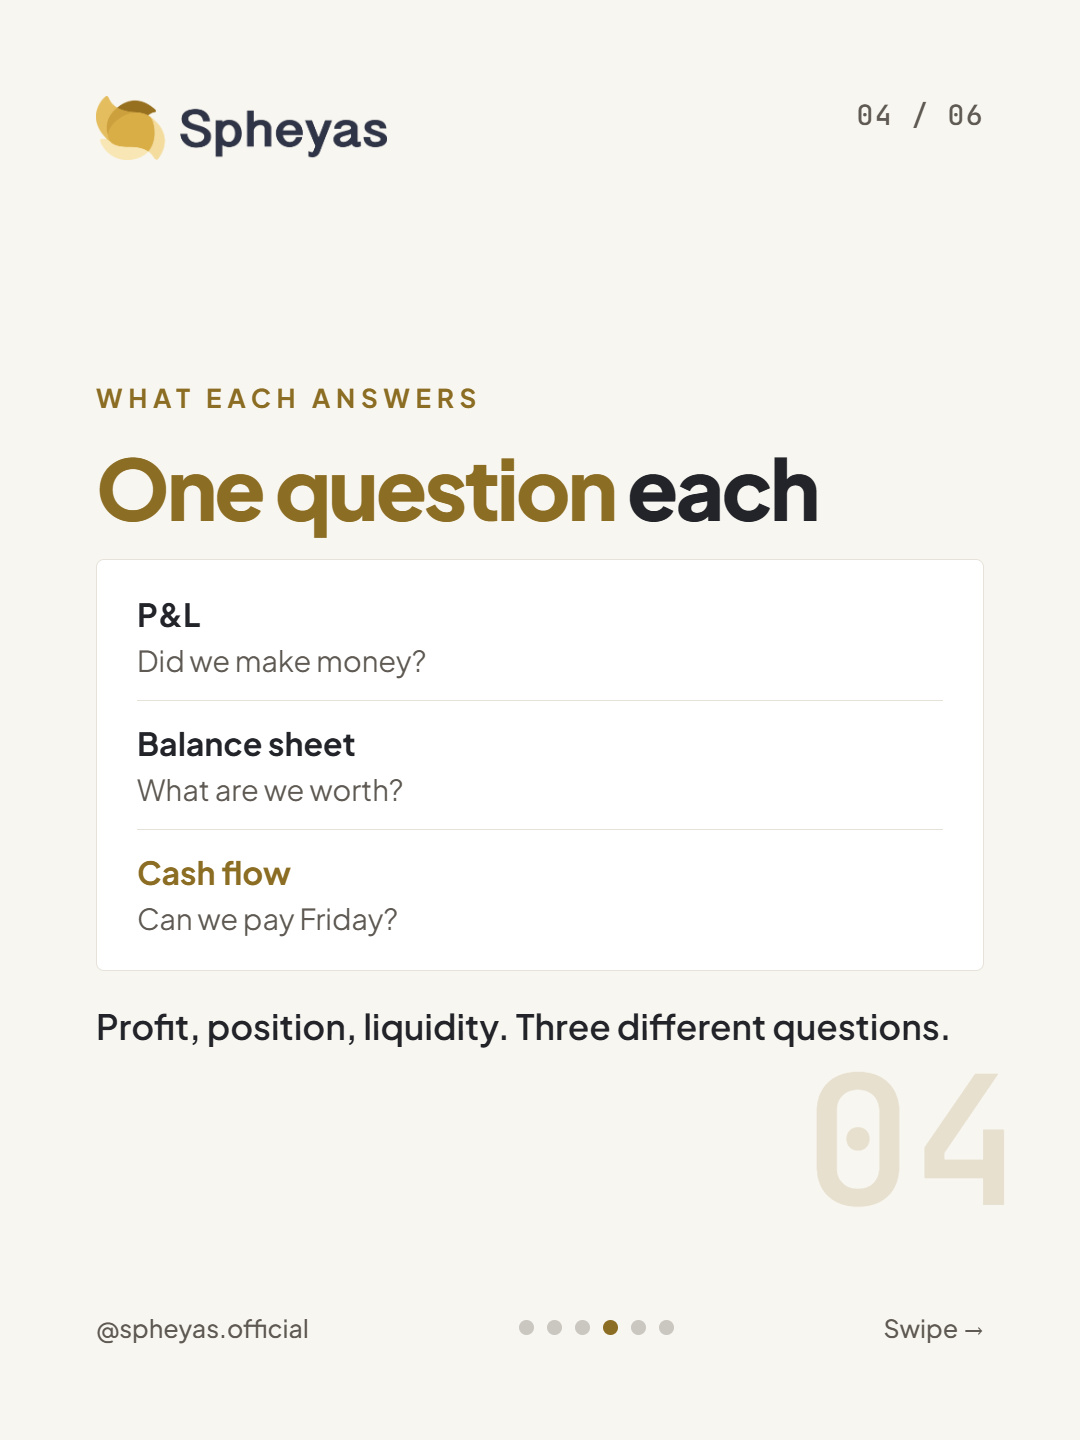 Spheyas
04 / 06
WHAT EACH ANSWERS
One question each
P&L
Did we make money?
Balance sheet
What are we worth?
Cash flow
Can we pay Friday?
Profit, position, liquidity. Three different questions.
04
@spheyas.official
Swipe →